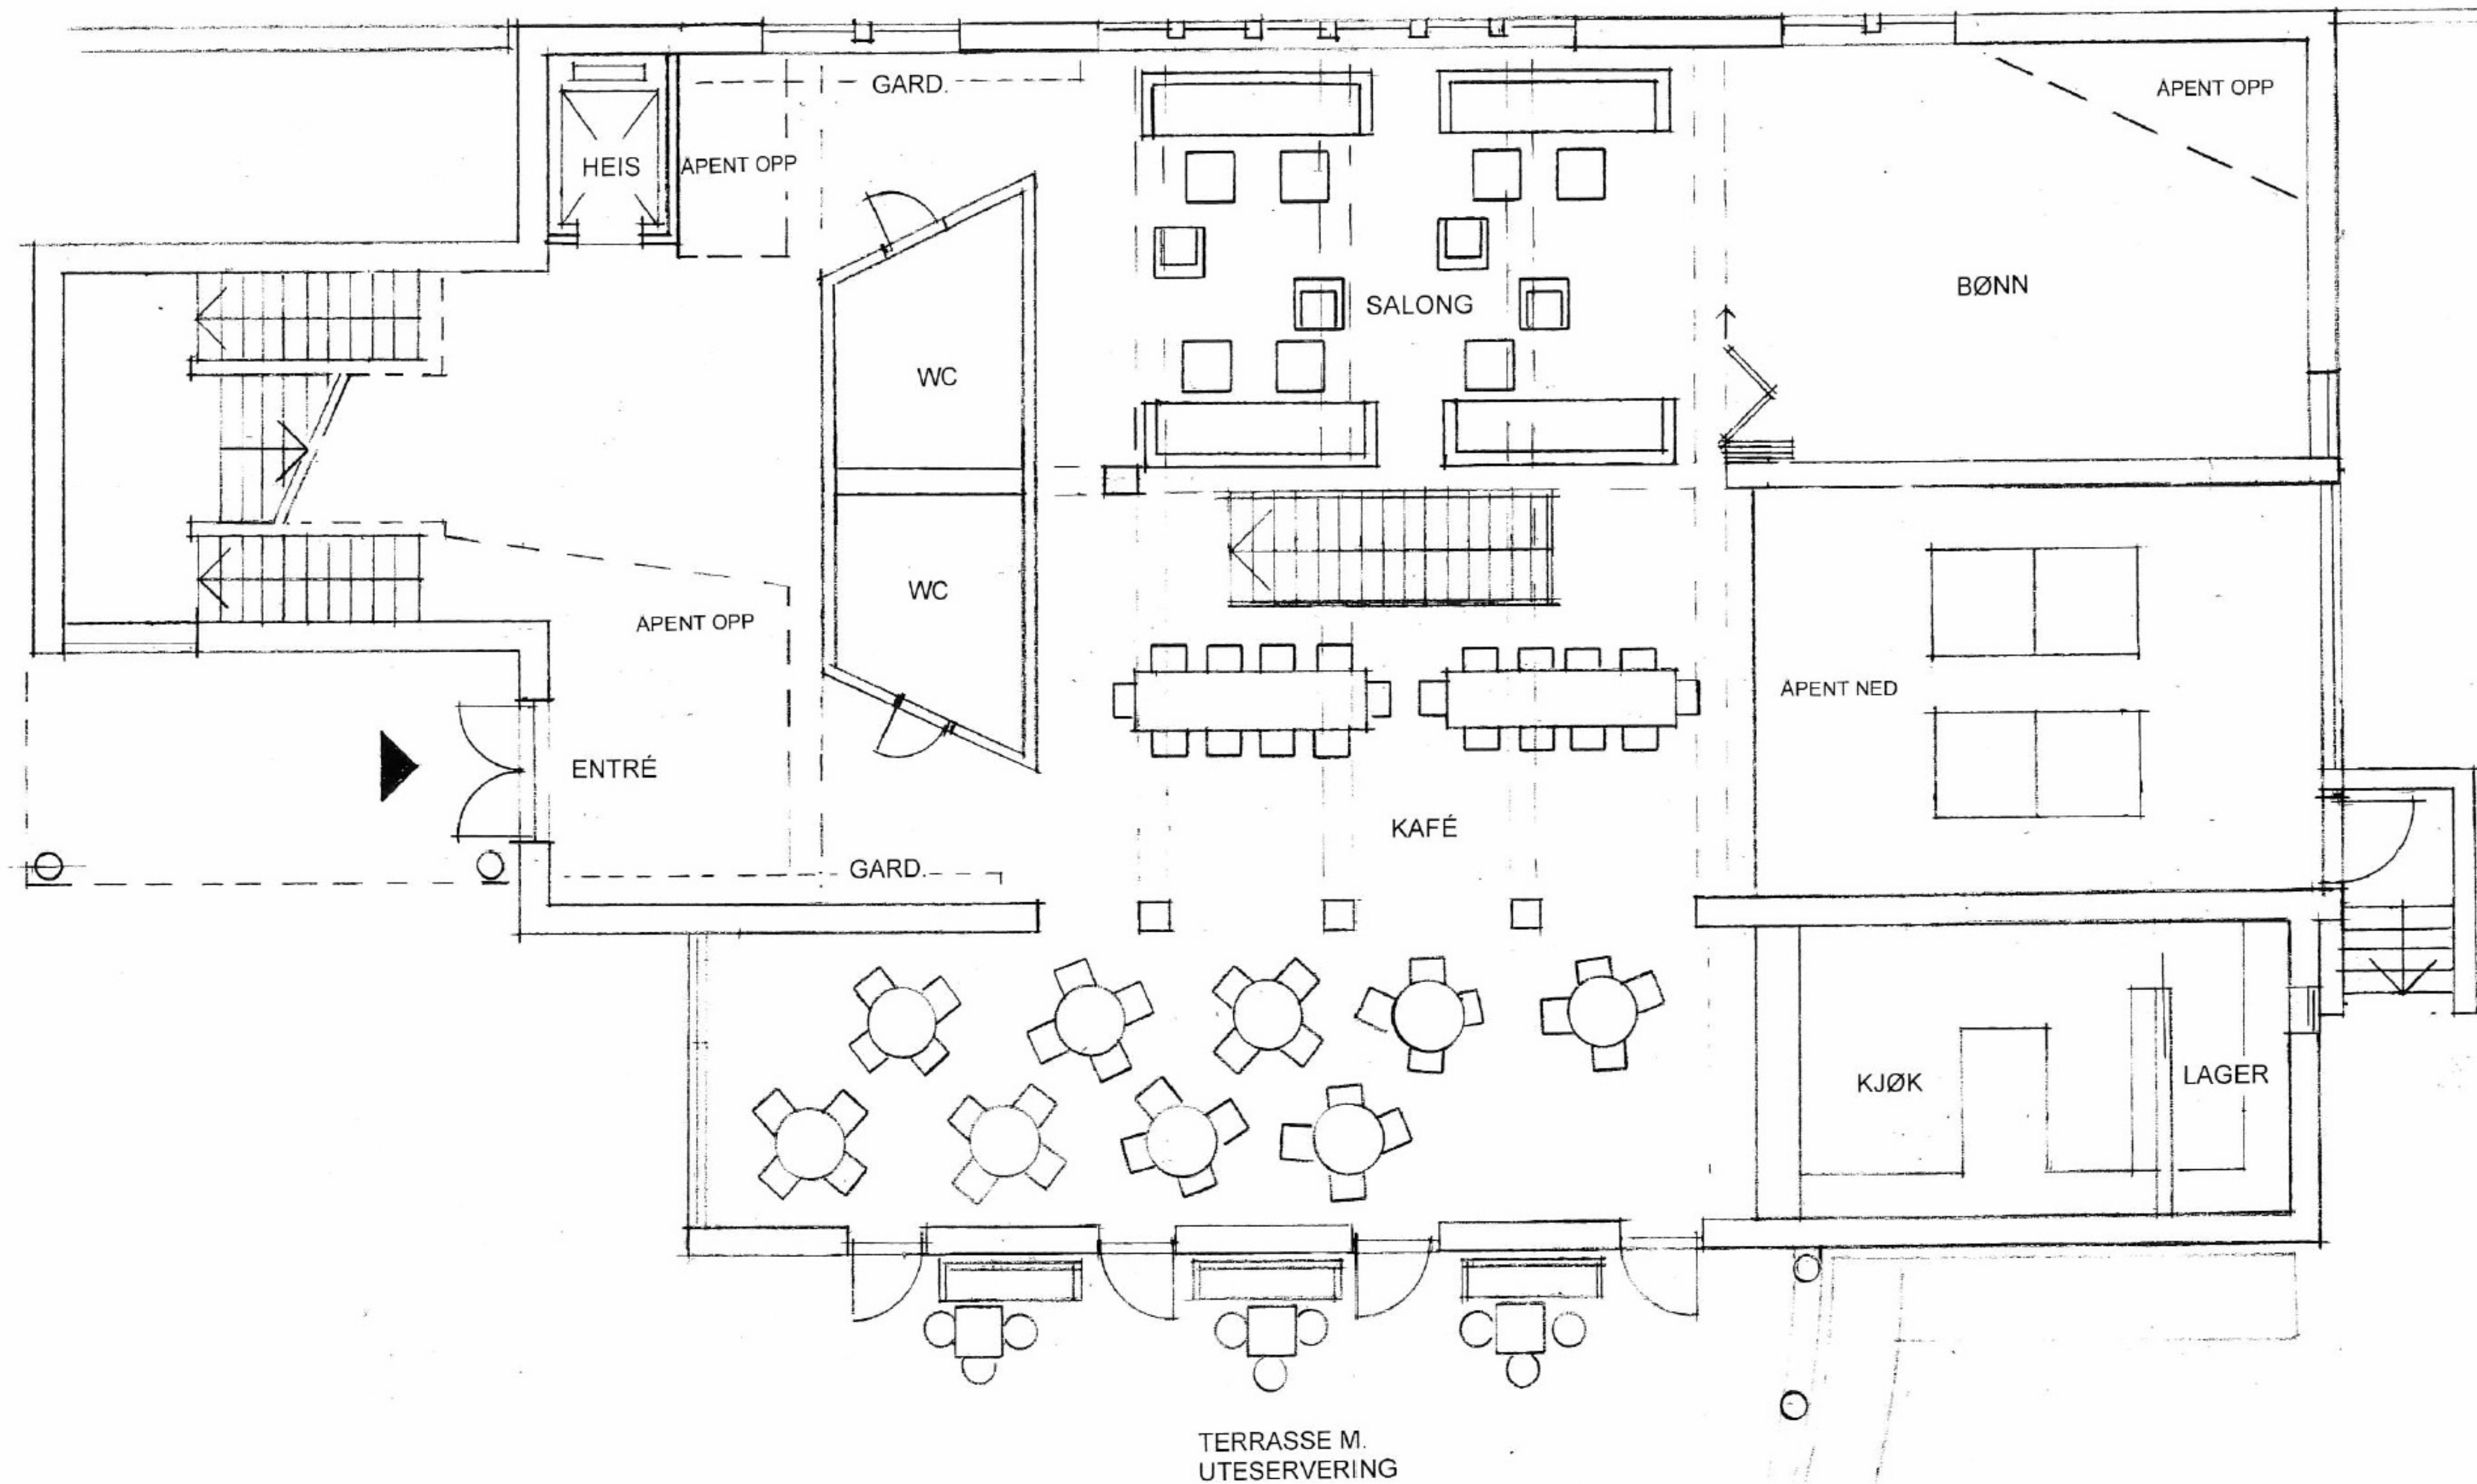 GARD.
ÅPENT OPP
HEIS
ÅPENT OPP
BØNN
SALONG
WC
WC
ÅPENT OPP
ÅPENT NED
ENTRÉ
KAFÉ
GARD.
KJØK
LAGER
TERRASSE M.
UTESERVERING